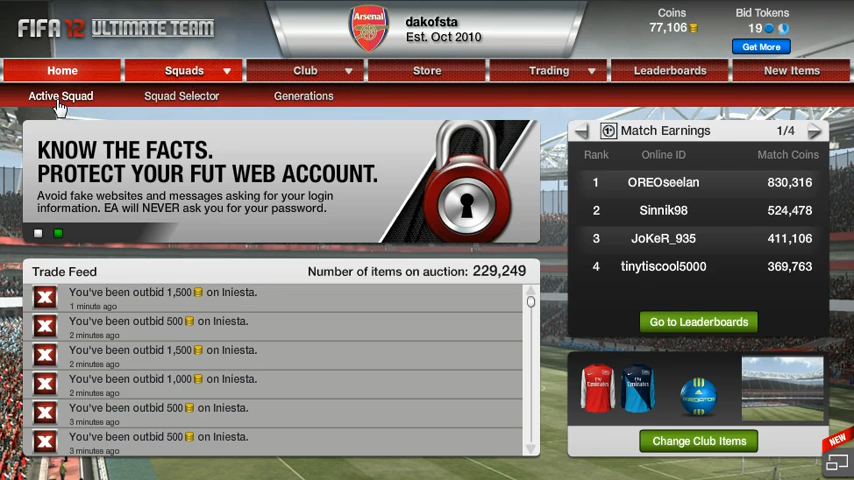 FIFA 12 ULTIMATE TEAM
Arsenal
dakofsta
Est. Oct 2010
Coins
77,106
Bid Tokens
19
Get More
Home
Squads
Club
Store
Trading
Leaderboards
New Items
Active Squad
Squad Selector
Generations
KNOW THE FACTS.
PROTECT YOUR FUT WEB ACCOUNT.
Avoid fake websites and messages asking for your login
information. EA will NEVER ask you for your password.
Match Earnings 1/4
Rank Online ID Match Coins
1 OREOseelan 830,316
2 Sinnik98 524,478
3 JoKeR_935 411,106
4 tinytiscool5000 369,763
Go to Leaderboards
Trade Feed Number of items on auction: 229,249
You've been outbid 1,500 on Iniesta.
1 minute ago
You've been outbid 500 on Iniesta.
2 minutes ago
You've been outbid 1,500 on Iniesta.
2 minutes ago
You've been outbid 1,000 on Iniesta.
2 minutes ago
You've been outbid 500 on Iniesta.
3 minutes ago
You've been outbid 500 on Iniesta.
3 minutes ago
Fly Emirates
Fly Emirates
Change Club Items
NEW